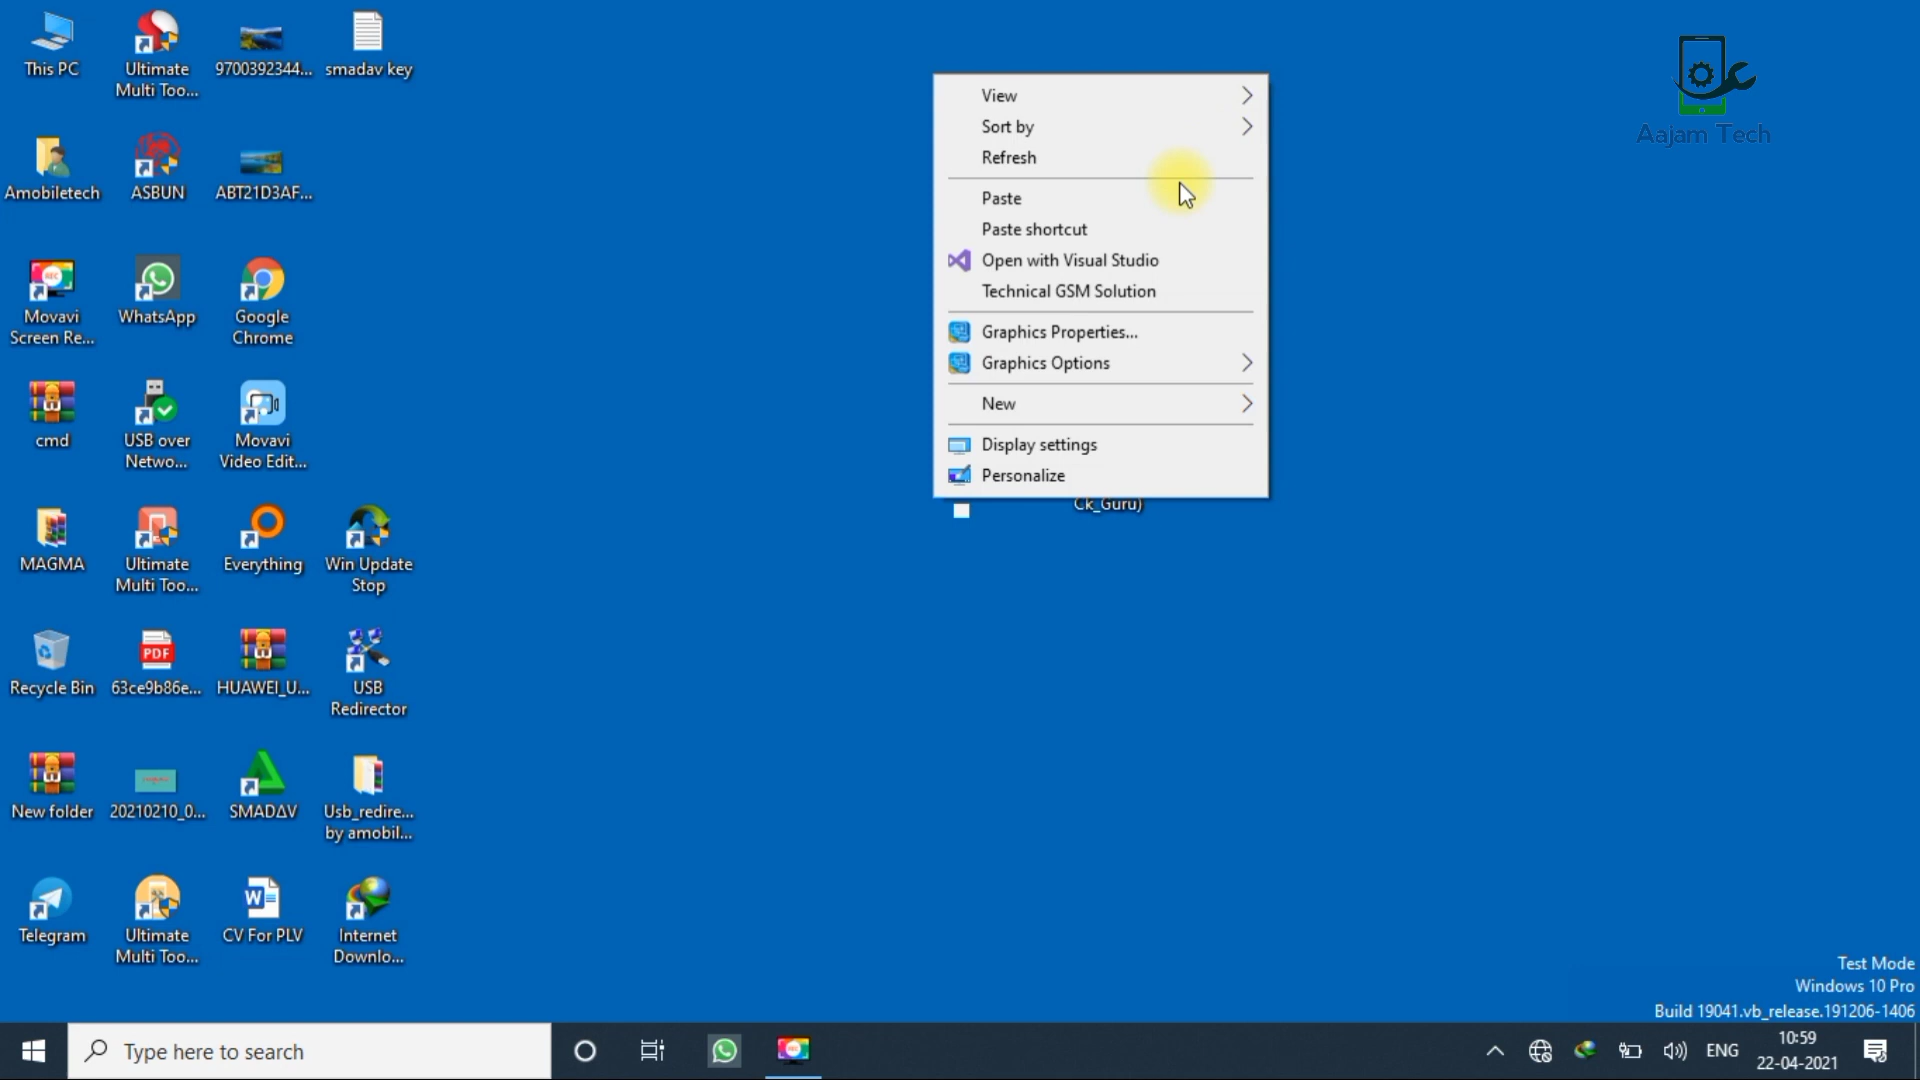 This PC
Ultimate
Multi Too...
9700392344...
smadav key
Amobiletech
ASBUN
ABT21D3AF...
Movavi
Screen Re...
REC
WhatsApp
Google
Chrome
cmd
USB over
Netwo...
Movavi
Video Edit...
MAGMA
Ultimate
Multi Too...
Everything
Win Update
Stop
Recycle Bin
PDF
63ce9b86e...
HUAWEI_U...
USB
Redirector
New folder
20210210_0...
SMADΔV
Usb_redire...
by amobil...
Telegram
Ultimate
Multi Too...
W
CV For PLV
Internet
Downlo...
View
Sort by
Refresh
Paste
Paste shortcut
Open with Visual Studio
Technical GSM Solution
Graphics Properties...
Graphics Options
New
Display settings
Personalize
Ck_Guru)
Aajam Tech
Test Mode
Windows 10 Pro
Build 19041.vb_release.191206-1406
Type here to search
ENG
10:59
22-04-2021